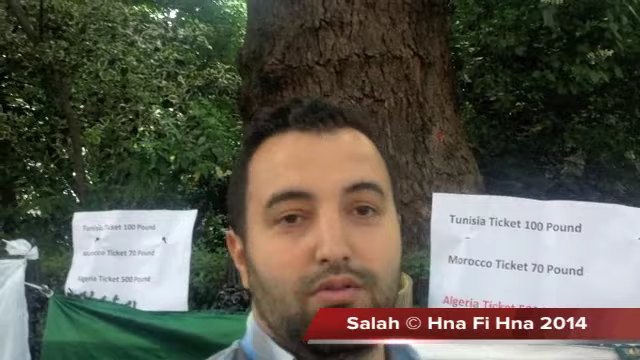 Tunisia Ticket 100 Pound
Morocco Ticket 70 Pound
Algeria Ticket 500 Pound
Tunisia Ticket 100 Pound
Morocco Ticket 70 Pound
Algeria Ticket
Salah © Hna Fi Hna 2014